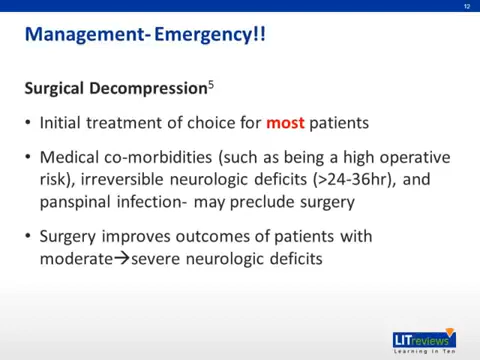 12
Management- Emergency!!
Surgical Decompression5
• Initial treatment of choice for most patients
• Medical co-morbidities (such as being a high operative
risk), irreversible neurologic deficits (>24-36hr), and
panspinal infection- may preclude surgery
• Surgery improves outcomes of patients with
moderate→severe neurologic deficits
LITreviews
Learning in Ten